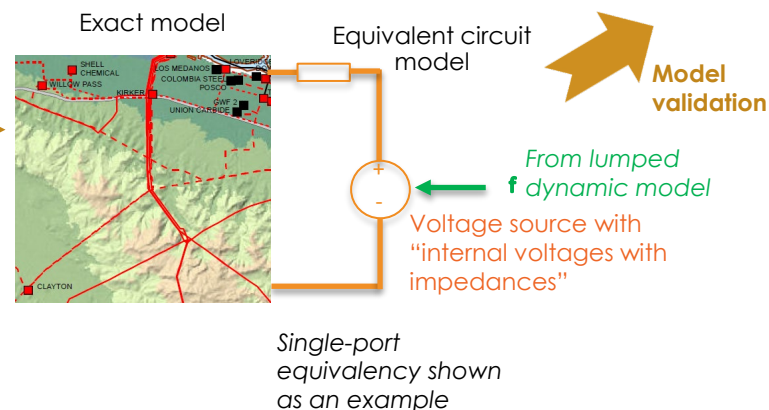 Exact model
Equivalent circuit
model
Model
validation
SHELL
CHEMICAL
WILLOW PASS
KIRKER
LOS MEDANOS
COLOMBIA STEEL
POSCO
GWF 2
UNION CARBIDE
CLAYTON
+
-
f
From lumped
dynamic model
Voltage source with
“internal voltages with
impedances”
Single-port
equivalency shown
as an example